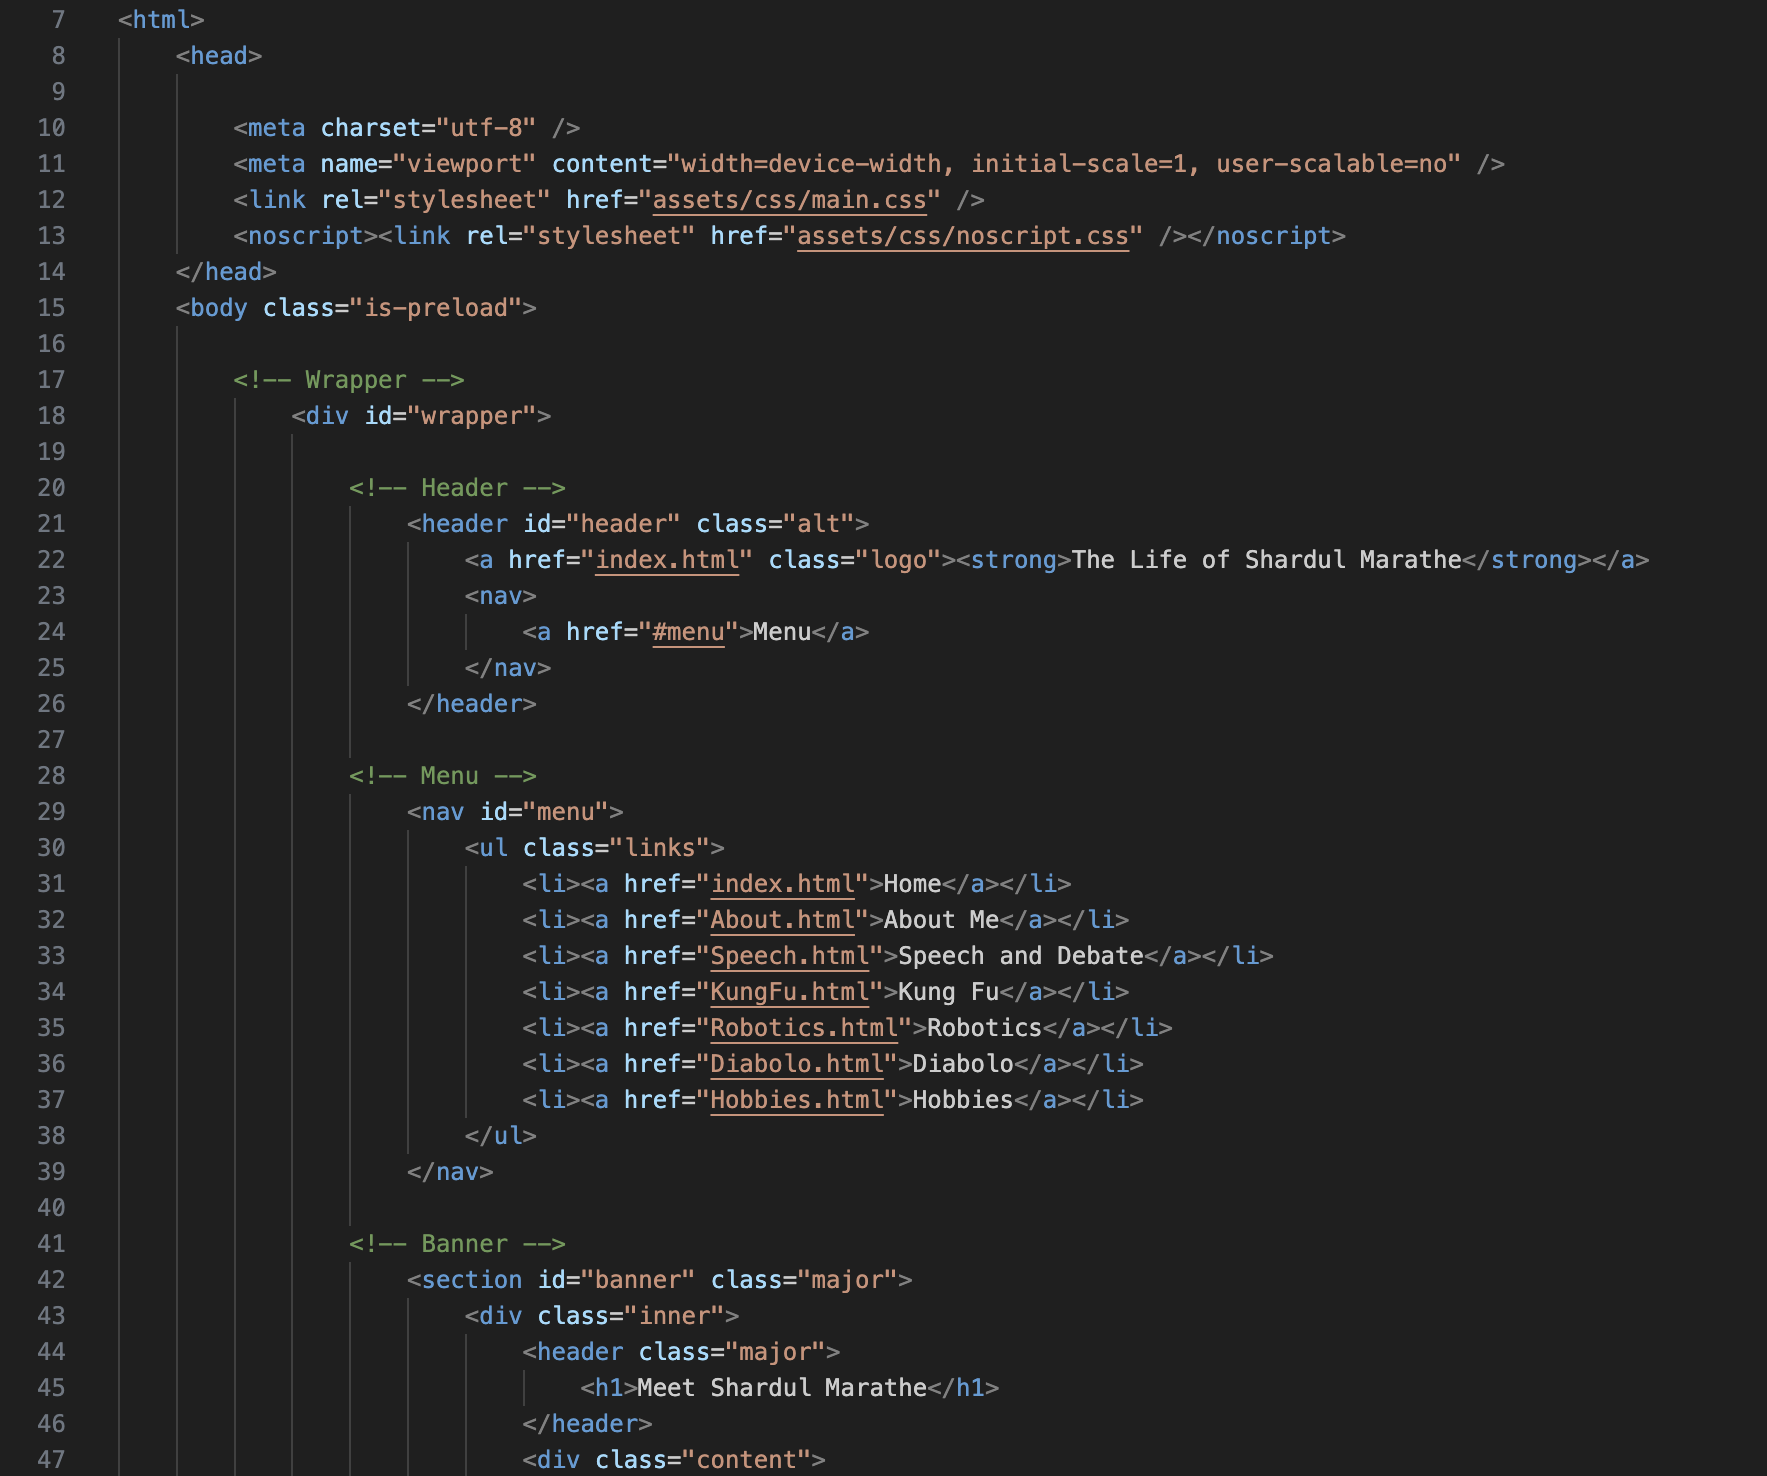 7 <html>
8 <head>
9
10 <meta charset="utf-8" />
11 <meta name="viewport" content="width=device-width, initial-scale=1, user-scalable=no" />
12 <link rel="stylesheet" href="assets/css/main.css" />
13 <noscript><link rel="stylesheet" href="assets/css/noscript.css" /></noscript>
14 </head>
15 <body class="is-preload">
16
17 <!-- Wrapper -->
18 <div id="wrapper">
19
20 <!-- Header -->
21 <header id="header" class="alt">
22 <a href="index.html" class="logo"><strong>The Life of Shardul Marathe</strong></a>
23 <nav>
24 <a href="#menu">Menu</a>
25 </nav>
26 </header>
27
28 <!-- Menu -->
29 <nav id="menu">
30 <ul class="links">
31 <li><a href="index.html">Home</a></li>
32 <li><a href="About.html">About Me</a></li>
33 <li><a href="Speech.html">Speech and Debate</a></li>
34 <li><a href="KungFu.html">Kung Fu</a></li>
35 <li><a href="Robotics.html">Robotics</a></li>
36 <li><a href="Diabolo.html">Diabolo</a></li>
37 <li><a href="Hobbies.html">Hobbies</a></li>
38 </ul>
39 </nav>
40
41 <!-- Banner -->
42 <section id="banner" class="major">
43 <div class="inner">
44 <header class="major">
45 <h1>Meet Shardul Marathe</h1>
46 </header>
47 <div class="content">